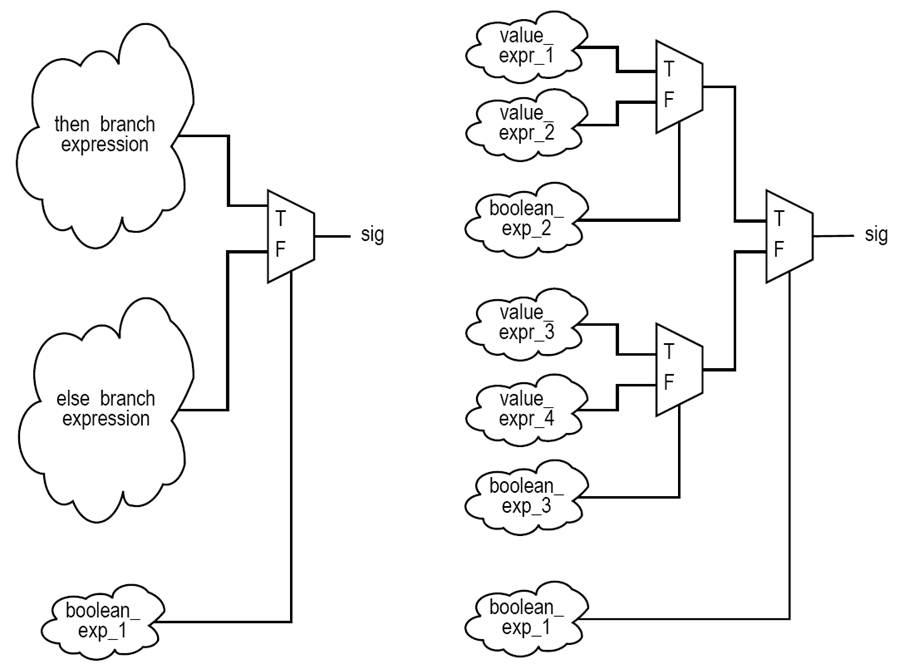 then branch
expression
T
F
sig
else branch
expression
boolean_
exp_1
value_
expr_1
value_
expr_2
T
F
boolean_
exp_2
T
F
sig
value_
expr_3
value_
expr_4
T
F
boolean_
exp_3
boolean_
exp_1